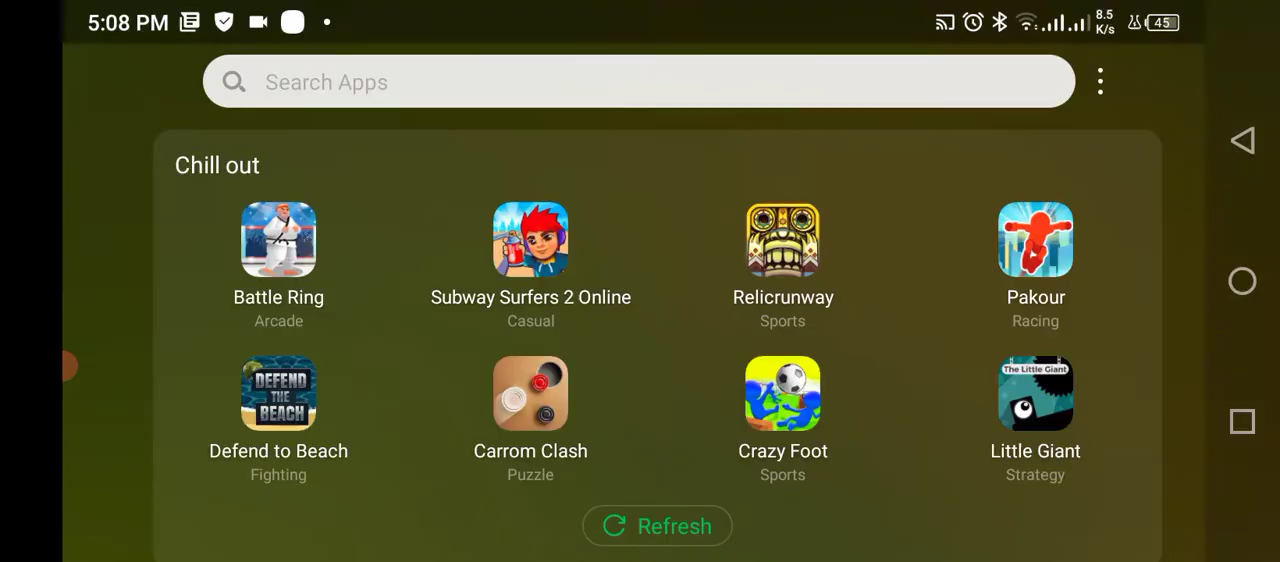 5:08 PM
8.5
K/s
45
Search Apps
Chill out
Battle Ring
Arcade
Subway Surfers 2 Online
Casual
Relicrunway
Sports
Pakour
Racing
DEFEND
THE
BEACH
The Little Giant
Defend to Beach
Fighting
Carrom Clash
Puzzle
Crazy Foot
Sports
Little Giant
Strategy
Refresh